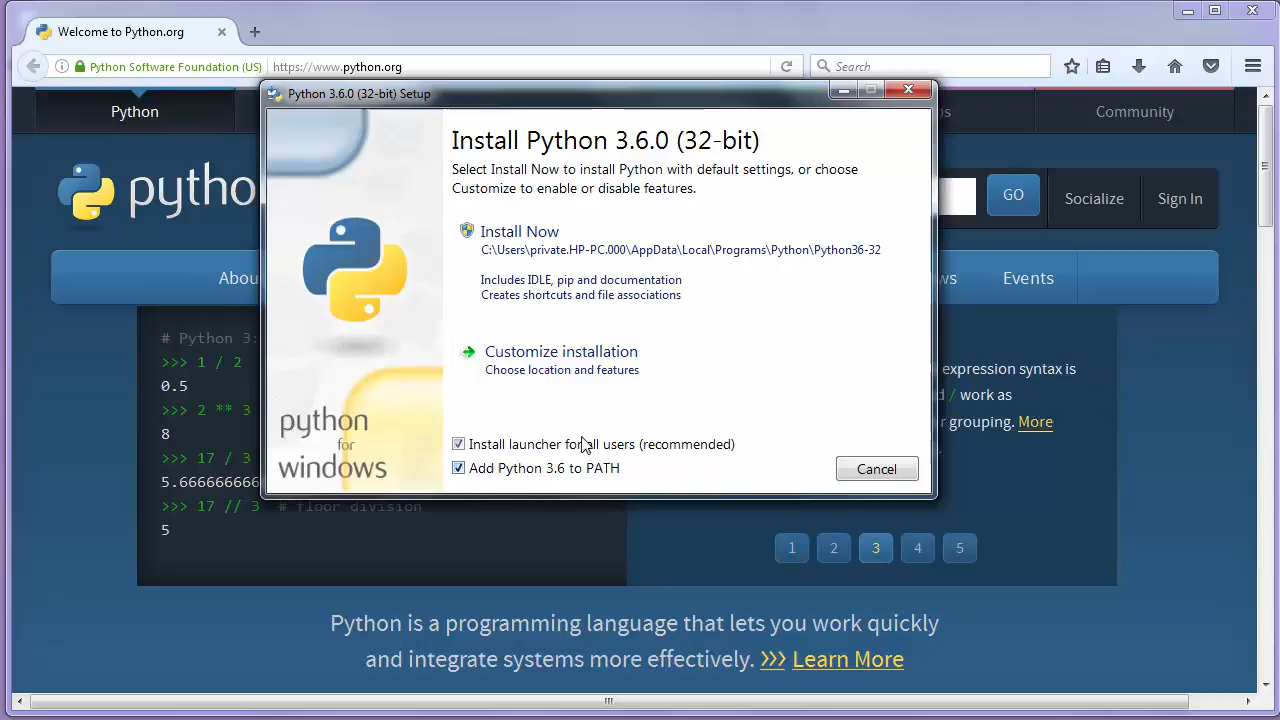 Welcome to Python.org
Python Software Foundation (US)
https://www.python.org
Search
Python 3.6.0 (32-bit) Setup
Python
Community
Install Python 3.6.0 (32-bit)
Select Install Now to install Python with default settings, or choose
Customize to enable or disable features.
python
GO
Socialize
Sign In
Install Now
C:\Users\private.HP-PC.000\AppData\Local\Programs\Python\Python36-32
Includes IDLE, pip and documentation
Creates shortcuts and file associations
Abou
ws
Events
# Python 3:
>>> 1 / 2
0.5
>>> 2 ** 3
8
>>> 17 / 3
5.666666666
>>> 17 // 3 # floor division
5
Customize installation
Choose location and features
expression syntax is
/ work as
grouping. More
python
for
windows
Install launcher for all users (recommended)
Add Python 3.6 to PATH
Cancel
1 2 3 4 5
Python is a programming language that lets you work quickly
and integrate systems more effectively. >>> Learn More